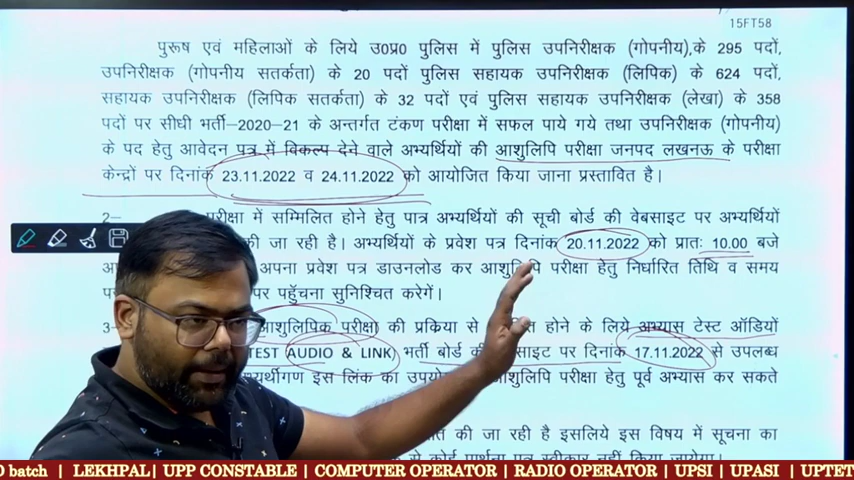 15FT58
पुरूष एवं महिलाओं के लिये उ0प्र0 पुलिस में पुलिस उपनिरीक्षक (गोपनीय),के 295 पदों,
उपनिरीक्षक (गोपनीय सतर्कता) के 20 पदों पुलिस सहायक उपनिरीक्षक (लिपिक) के 624 पदों,
सहायक उपनिरीक्षक (लिपिक सतर्कता) के 32 पदों एवं पुलिस सहायक उपनिरीक्षक (लेखा) के 358
पदों पर सीधी भर्ती–2020-21 के अन्तर्गत टंकण परीक्षा में सफल पाये गये तथा उपनिरीक्षक (गोपनीय)
के पद हेतु आवेदन पत्र में विकल्प देने वाले अभ्यर्थियों की आशुलिपि परीक्षा जनपद लखनऊ के परीक्षा
केन्द्रों पर दिनांक 23.11.2022 व 24.11.2022 को आयोजित किया जाना प्रस्तावित है।
2– परीक्षा में सम्मिलित होने हेतु पात्र अभ्यर्थियों की सूची बोर्ड की वेबसाइट पर अभ्यर्थियों
की जा रही है। अभ्यर्थियों के प्रवेश पत्र दिनांक 20.11.2022 को प्रातः 10.00 बजे
अपना प्रवेश पत्र डाउनलोड कर आशुलिपि परीक्षा हेतु निर्धारित तिथि व समय
पर पहुँचना सुनिश्चित करेगें।
3– आशुलिपिक परीक्षा) की प्रकिया से होने के लिये अभ्यास टेस्ट ऑडियों
TEST AUDIO & LINK) भर्ती बोर्ड की पर दिनांक 17.11.2022 से उपलब्ध
इस लिंक का आशुलिपि परीक्षा हेतु पूर्व अभ्यास कर सकते
की जा रही है इसलिये इस विषय में सूचना का
से कोई प्रार्थना पत्र स्वीकार नहीं किया जायेगा।
batch | LEKHPAL| UPP CONSTABLE | COMPUTER OPERATOR | RADIO OPERATOR | UPSI | UPASI | UPTET